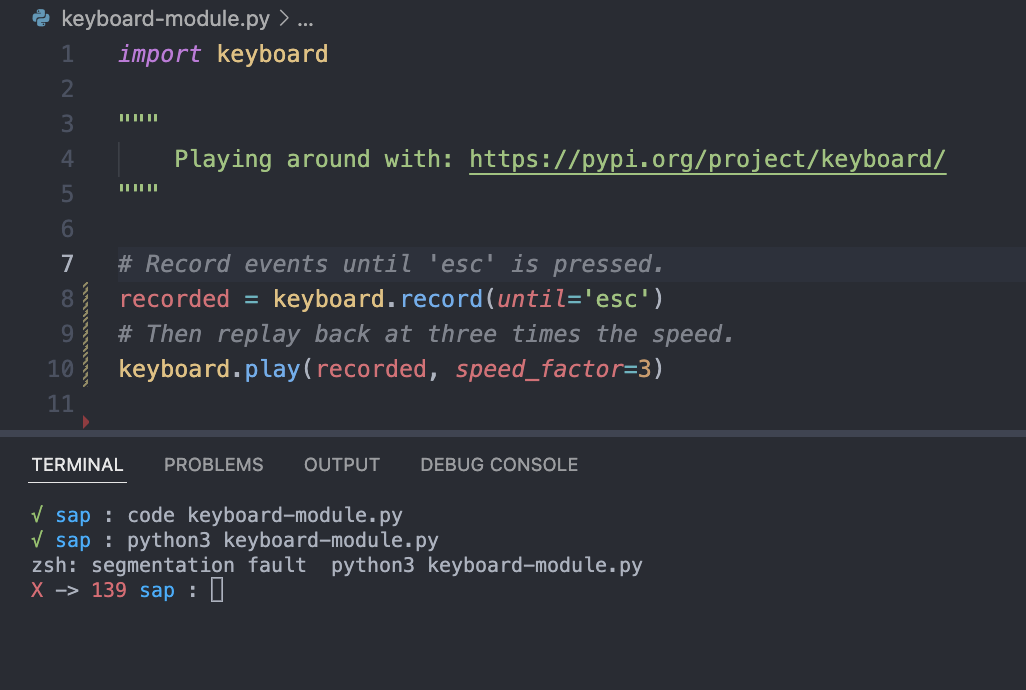 keyboard-module.py > ...
1 import keyboard
2
3 """
4     Playing around with: https://pypi.org/project/keyboard/
5 """
6
7 # Record events until 'esc' is pressed.
8 recorded = keyboard.record(until='esc')
9 # Then replay back at three times the speed.
10 keyboard.play(recorded, speed_factor=3)
11
TERMINAL PROBLEMS OUTPUT DEBUG CONSOLE
√ sap : code keyboard-module.py
√ sap : python3 keyboard-module.py
zsh: segmentation fault  python3 keyboard-module.py
X -> 139 sap :